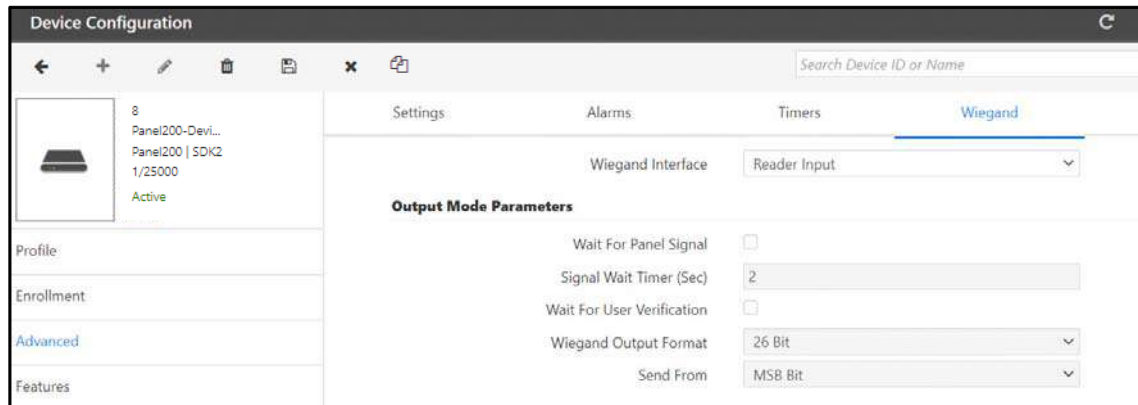 Device Configuration
Search Device ID or Name
8
Panel200-Devi...
Panel200 | SDK2
1/25000
Active
Profile
Enrollment
Advanced
Features
Settings Alarms Timers Wiegand
Wiegand Interface Reader Input
Output Mode Parameters
Wait For Panel Signal
Signal Wait Timer (Sec) 2
Wait For User Verification
Wiegand Output Format 26 Bit
Send From MSB Bit